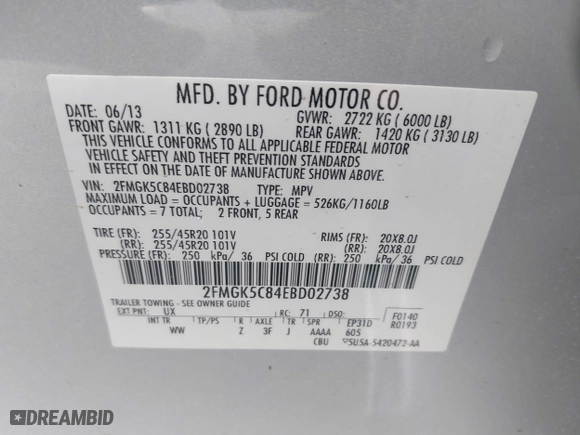 MFD. BY FORD MOTOR CO.
DATE: 06/13 GVWR: 2722 KG ( 6000 LB)
FRONT GAWR: 1311 KG ( 2890 LB) REAR GAWR: 1420 KG ( 3130 LB)
THIS VEHICLE CONFORMS TO ALL APPLICABLE FEDERAL MOTOR
VEHICLE SAFETY AND THEFT PREVENTION STANDARDS
IN EFFECT ON THE DATE OF MANUFACTURE SHOWN ABOVE.
VIN: 2FMGK5C84EBD02738 TYPE: MPV
MAXIMUM LOAD = OCCUPANTS + LUGGAGE = 526KG/1160LB
OCCUPANTS = 7 TOTAL; 2 FRONT, 5 REAR
TIRE (FR): 255/45R20 101V RIMS (FR): 20X8.0J
(RR): 255/45R20 101V (RR): 20X8.0J
PRESSURE (FR): 250 kPa/ 36 PSI COLD (RR): 250 kPa/ 36 PSI COLD
2FMGK5C84EBD02738
TRAILER TOWING - SEE OWNER GUIDE
EXT PNT: UX RC: 71 DSO: F0140
R0193
INT TR TP/PS R AXLE TR SPR EP31D
WW Z 3F J AAAA 605
CBU SU5A-5420472-AA
DREAMBID